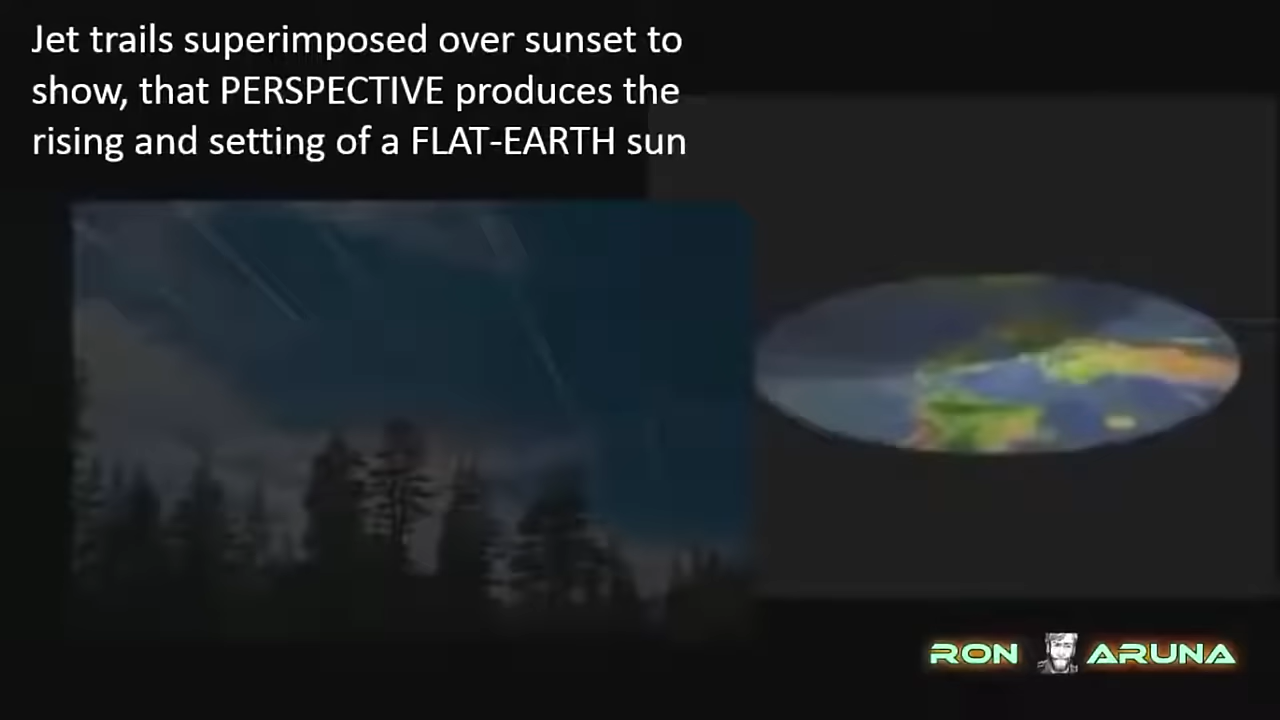 Jet trails superimposed over sunset to
show, that PERSPECTIVE produces the
rising and setting of a FLAT-EARTH sun
RON ARUNA